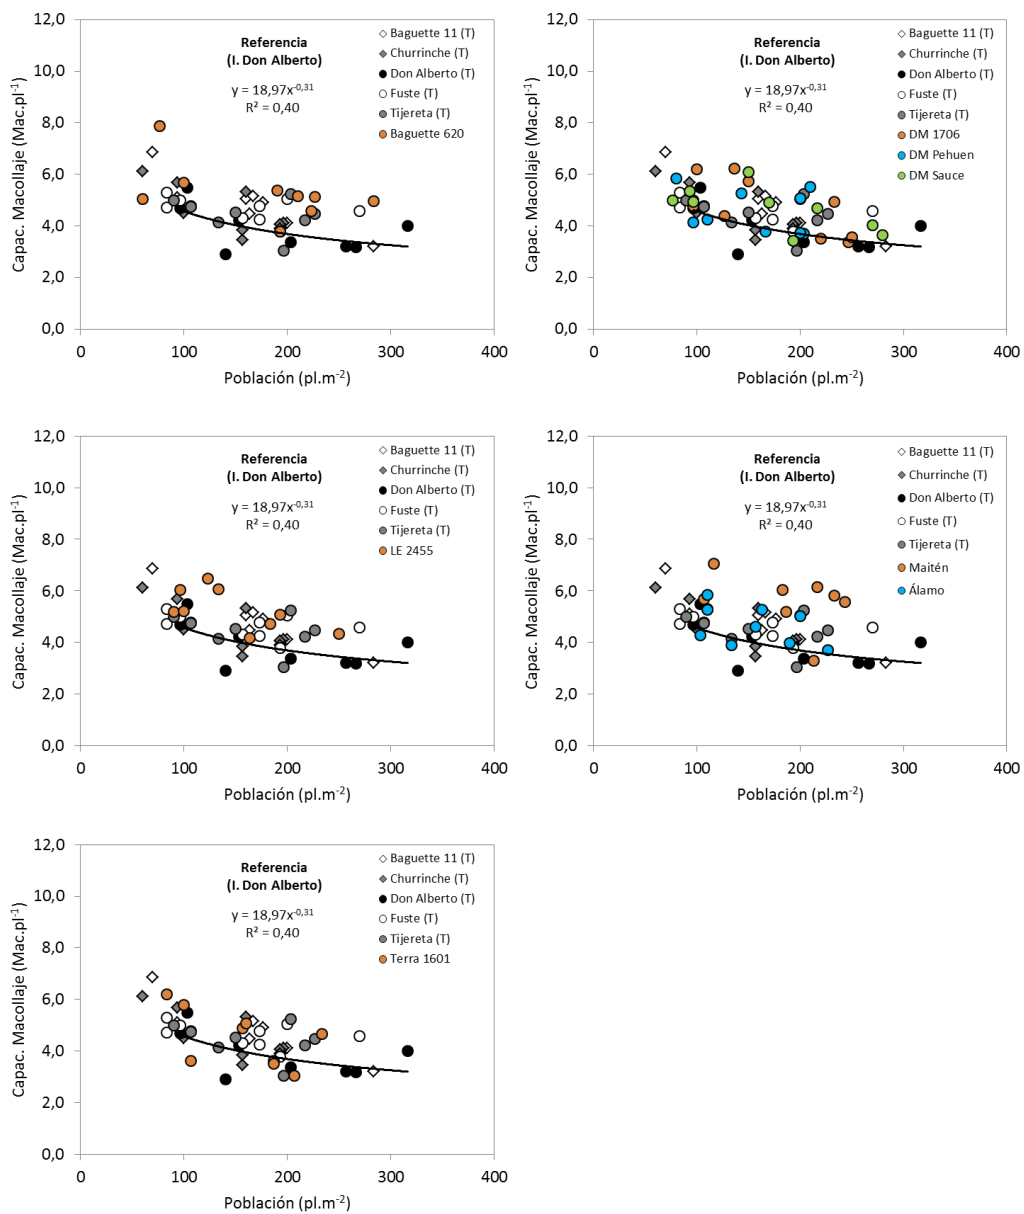 Capac. Macollaje (Mac.pl-1)
12,0
10,0
8,0
6,0
4,0
2,0
0,0
0
100
200
300
400
Población (pl.m-2)
Referencia
(I. Don Alberto)
y = 18,97x-0,31
R² = 0,40
Baguette 11 (T)
Churrinche (T)
Don Alberto (T)
Fuste (T)
Tijereta (T)
Baguette 620
Capac. Macollaje (Mac.pl-1)
12,0
10,0
8,0
6,0
4,0
2,0
0,0
0
100
200
300
400
Población (pl.m-2)
Referencia
(I. Don Alberto)
y = 18,97x-0,31
R² = 0,40
Baguette 11 (T)
Churrinche (T)
Don Alberto (T)
Fuste (T)
Tijereta (T)
DM 1706
DM Pehuen
DM Sauce
Capac. Macollaje (Mac.pl-1)
12,0
10,0
8,0
6,0
4,0
2,0
0,0
0
100
200
300
400
Población (pl.m-2)
Referencia
(I. Don Alberto)
y = 18,97x-0,31
R² = 0,40
Baguette 11 (T)
Churrinche (T)
Don Alberto (T)
Fuste (T)
Tijereta (T)
LE 2455
Capac. Macollaje (Mac.pl-1)
12,0
10,0
8,0
6,0
4,0
2,0
0,0
0
100
200
300
400
Población (pl.m-2)
Referencia
(I. Don Alberto)
y = 18,97x-0,31
R² = 0,40
Baguette 11 (T)
Churrinche (T)
Don Alberto (T)
Fuste (T)
Tijereta (T)
Maitén
Álamo
Capac. Macollaje (Mac.pl-1)
12,0
10,0
8,0
6,0
4,0
2,0
0,0
0
100
200
300
400
Población (pl.m-2)
Referencia
(I. Don Alberto)
y = 18,97x-0,31
R² = 0,40
Baguette 11 (T)
Churrinche (T)
Don Alberto (T)
Fuste (T)
Tijereta (T)
Terra 1601